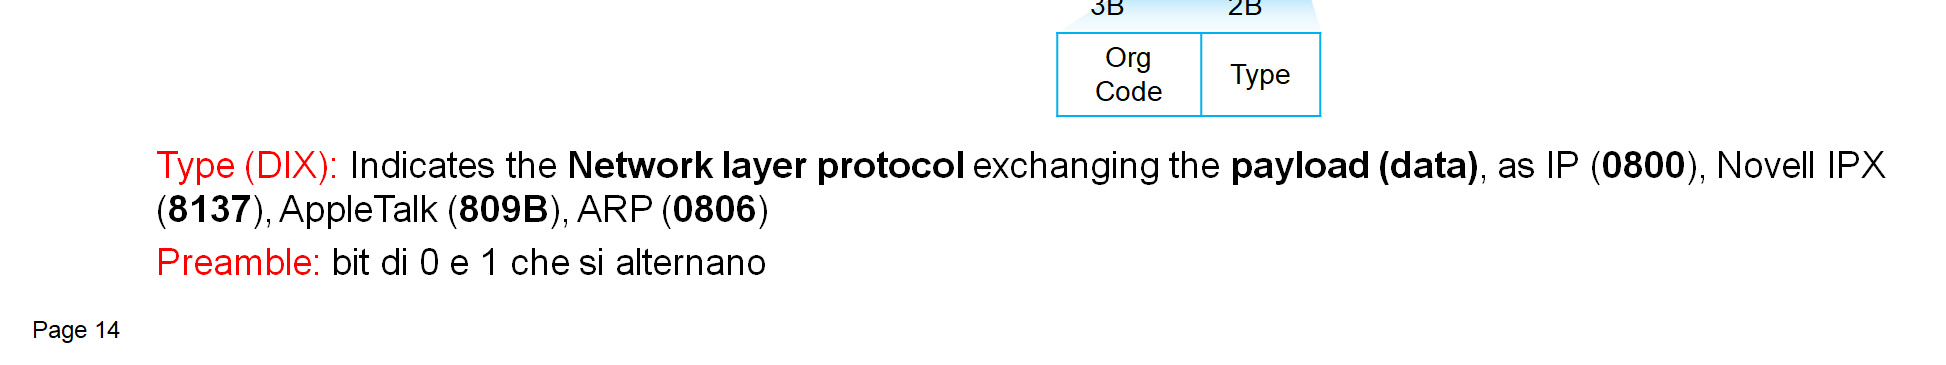 3B 2B
Org
Code
Type
Type (DIX): Indicates the Network layer protocol exchanging the payload (data), as IP (0800), Novell IPX
(8137), AppleTalk (809B), ARP (0806)
Preamble: bit di 0 e 1 che si alternano
Page 14